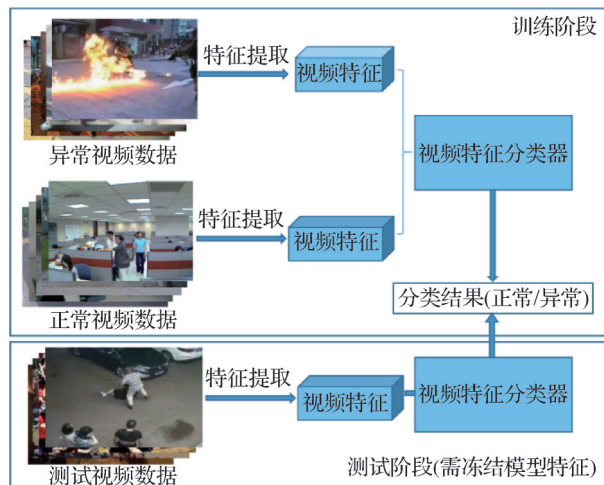 训练阶段
特征提取
视频特征
异常视频数据
视频特征分类器
特征提取
视频特征
正常视频数据
分类结果(正常/异常)
特征提取
视频特征
视频特征分类器
测试视频数据
测试阶段(需冻结模型特征)